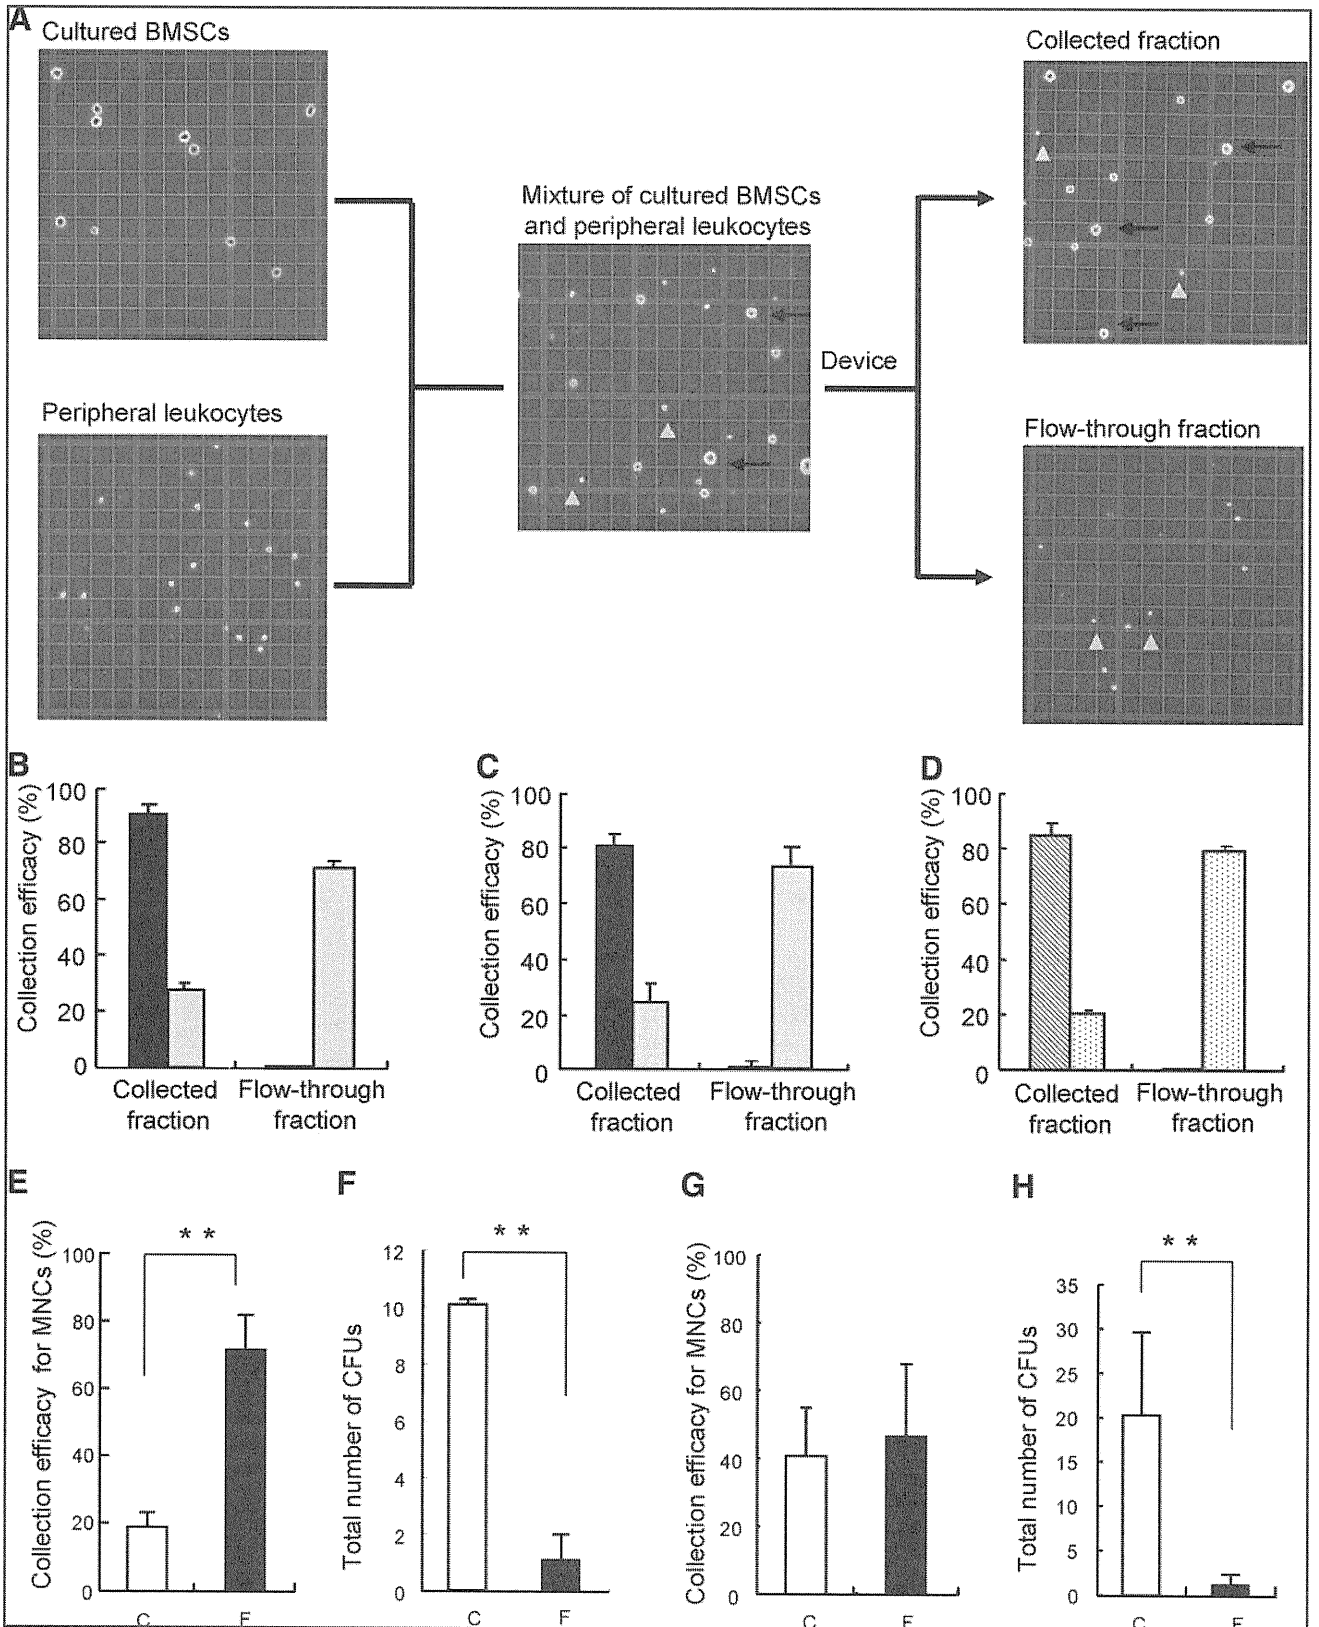 A
Cultured BMSCs
Collected fraction
Mixture of cultured BMSCs
and peripheral leukocytes
Device
Peripheral leukocytes
Flow-through fraction
B
Collection efficacy (%)
100
80
60
40
20
0
Collected
fraction
Flow-through
fraction
C
Collection efficacy (%)
100
80
60
40
20
0
Collected
fraction
Flow-through
fraction
D
Collection efficacy (%)
100
80
60
40
20
0
Collected
fraction
Flow-through
fraction
E
Collection efficacy for MNCs (%)
100
80
60
40
20
0
* *
C
F
F
Total number of CFUs
12
10
8
6
4
2
0
* *
C
F
G
Collection efficacy for MNCs (%)
100
80
60
40
20
0
C
F
H
Total number of CFUs
35
30
25
20
15
10
5
0
* *
C
F